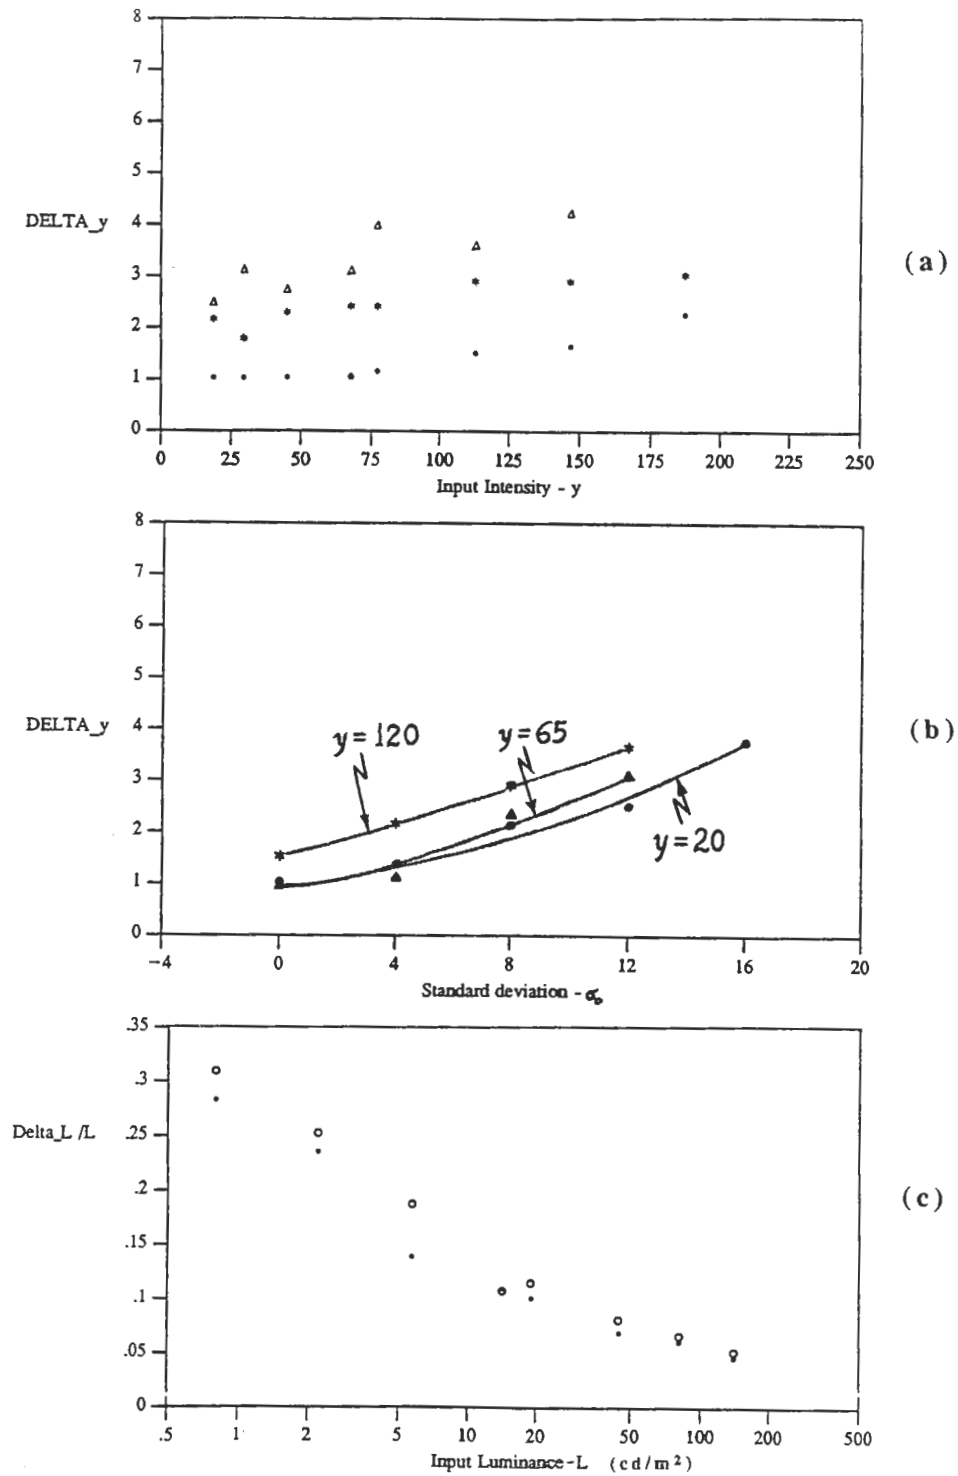 8
7
6
5
DELTA_y 4
(a)
3
2
1
0
0 25 50 75 100 125 150 175 200 225 250
Input Intensity - y
8
7
6
5
DELTA_y 4
y=120 y=65
(b)
3
2
y=20
1
0
-4 0 4 8 12 16 20
Standard deviation - σ₀
.35
.3
Delta_L /L .25
.2
(c)
.15
.1
.05
0
.5 1 2 5 10 20 50 100 200 500
Input Luminance-L (cd/m²)